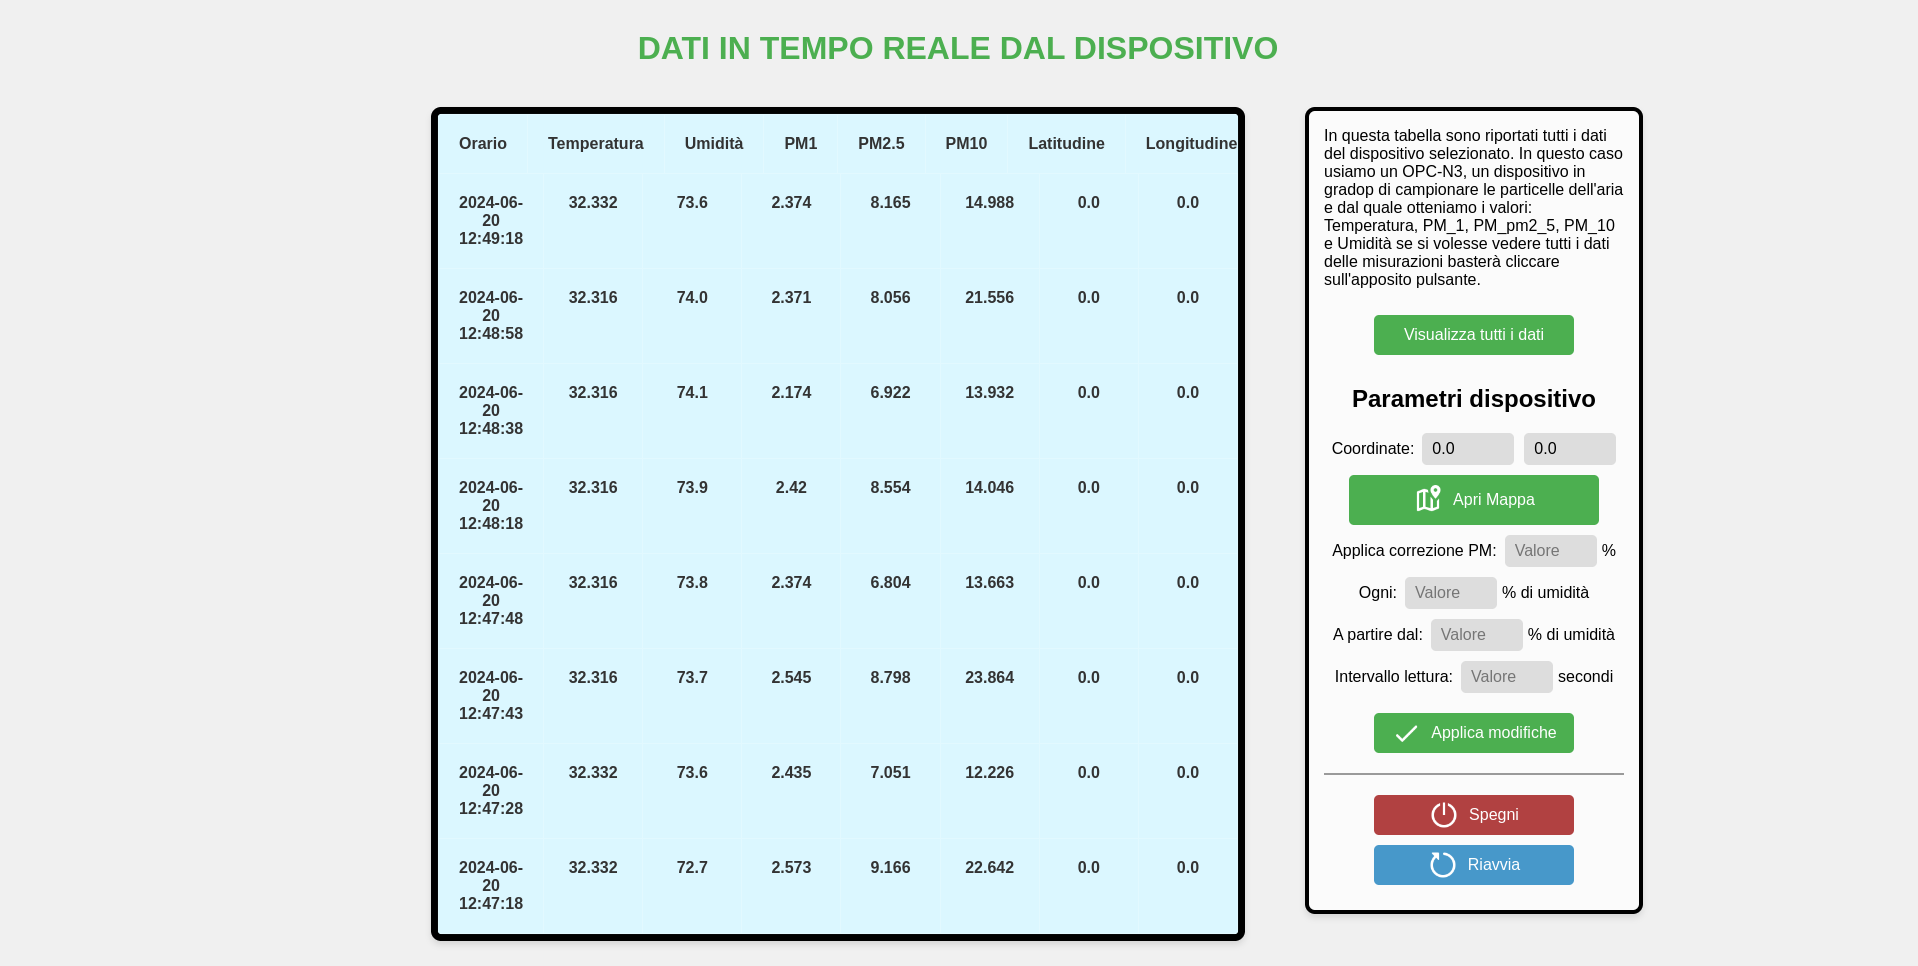 DATI IN TEMPO REALE DAL DISPOSITIVO
Orario Temperatura Umidità PM1 PM2.5 PM10 Latitudine Longitudine
2024-06-
20
12:49:18 32.332 73.6 2.374 8.165 14.988 0.0 0.0
2024-06-
20
12:48:58 32.316 74.0 2.371 8.056 21.556 0.0 0.0
2024-06-
20
12:48:38 32.316 74.1 2.174 6.922 13.932 0.0 0.0
2024-06-
20
12:48:18 32.316 73.9 2.42 8.554 14.046 0.0 0.0
2024-06-
20
12:47:48 32.316 73.8 2.374 6.804 13.663 0.0 0.0
2024-06-
20
12:47:43 32.316 73.7 2.545 8.798 23.864 0.0 0.0
2024-06-
20
12:47:28 32.332 73.6 2.435 7.051 12.226 0.0 0.0
2024-06-
20
12:47:18 32.332 72.7 2.573 9.166 22.642 0.0 0.0
In questa tabella sono riportati tutti i dati
del dispositivo selezionato. In questo caso
usiamo un OPC-N3, un dispositivo in
gradop di campionare le particelle dell'aria
e dal quale otteniamo i valori:
Temperatura, PM_1, PM_pm2_5, PM_10
e Umidità se si volesse vedere tutti i dati
delle misurazioni basterà cliccare
sull'apposito pulsante.
Visualizza tutti i dati
Parametri dispositivo
Coordinate: 0.0 0.0
Apri Mappa
Applica correzione PM: Valore %
Ogni: Valore % di umidità
A partire dal: Valore % di umidità
Intervallo lettura: Valore secondi
Applica modifiche
Spegni
Riavvia